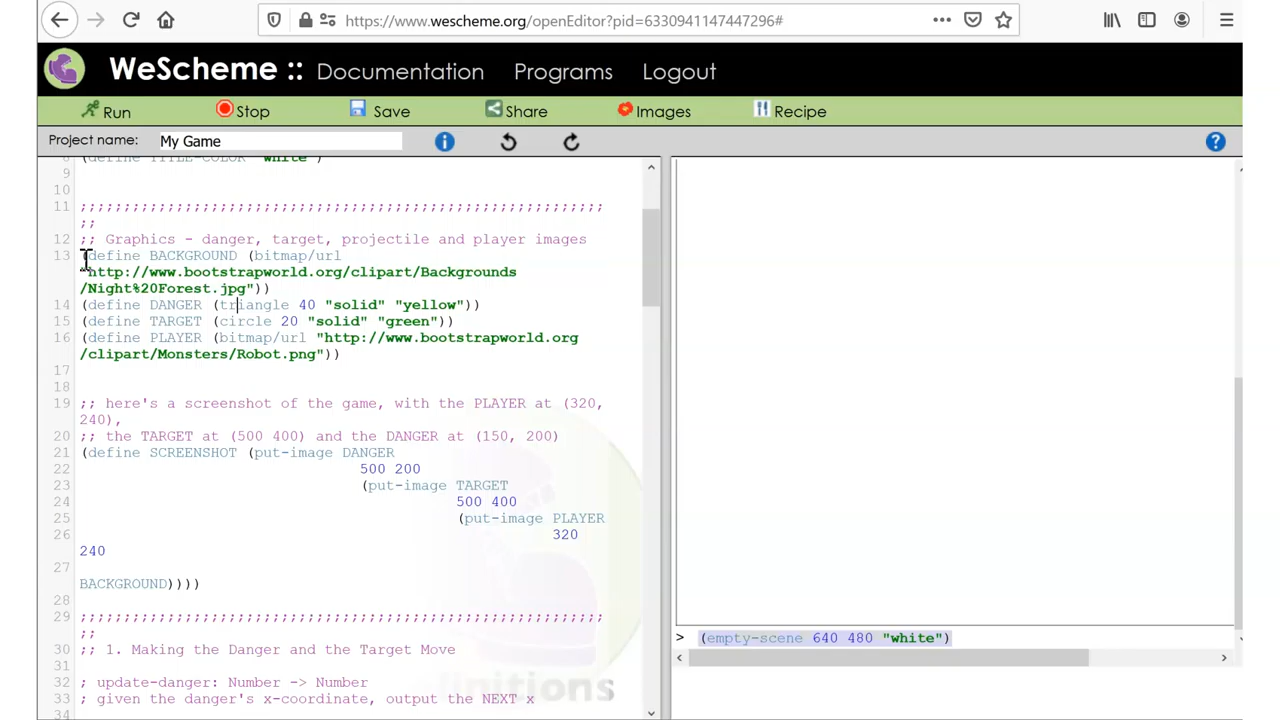 https://www.wescheme.org/openEditor?pid=6330941147447296#
WeScheme :: Documentation Programs Logout
Run Stop Save Share Images Recipe
Project name: My Game
8 (define TITLE-COLOR "white")
9
10
11 ;;;;;;;;;;;;;;;;;;;;;;;;;;;;;;;;;;;;;;;;;;;;;;;;;;;;;;;;;;;;
;;
12 ;; Graphics - danger, target, projectile and player images
13 (define BACKGROUND (bitmap/url
"http://www.bootstrapworld.org/clipart/Backgrounds
/Night%20Forest.jpg"))
14 (define DANGER (triangle 40 "solid" "yellow"))
15 (define TARGET (circle 20 "solid" "green"))
16 (define PLAYER (bitmap/url "http://www.bootstrapworld.org
/clipart/Monsters/Robot.png"))
17
18
19 ;; here's a screenshot of the game, with the PLAYER at (320,
240),
20 ;; the TARGET at (500 400) and the DANGER at (150, 200)
21 (define SCREENSHOT (put-image DANGER
22 500 200
23 (put-image TARGET
24 500 400
25 (put-image PLAYER
26 320
240
27
BACKGROUND))))
28
29 ;;;;;;;;;;;;;;;;;;;;;;;;;;;;;;;;;;;;;;;;;;;;;;;;;;;;;;;;;;;;
;;
30 ;; 1. Making the Danger and the Target Move
31
32 ; update-danger: Number -> Number
33 ; given the danger's x-coordinate, output the NEXT x
34
> (empty-scene 640 480 "white")